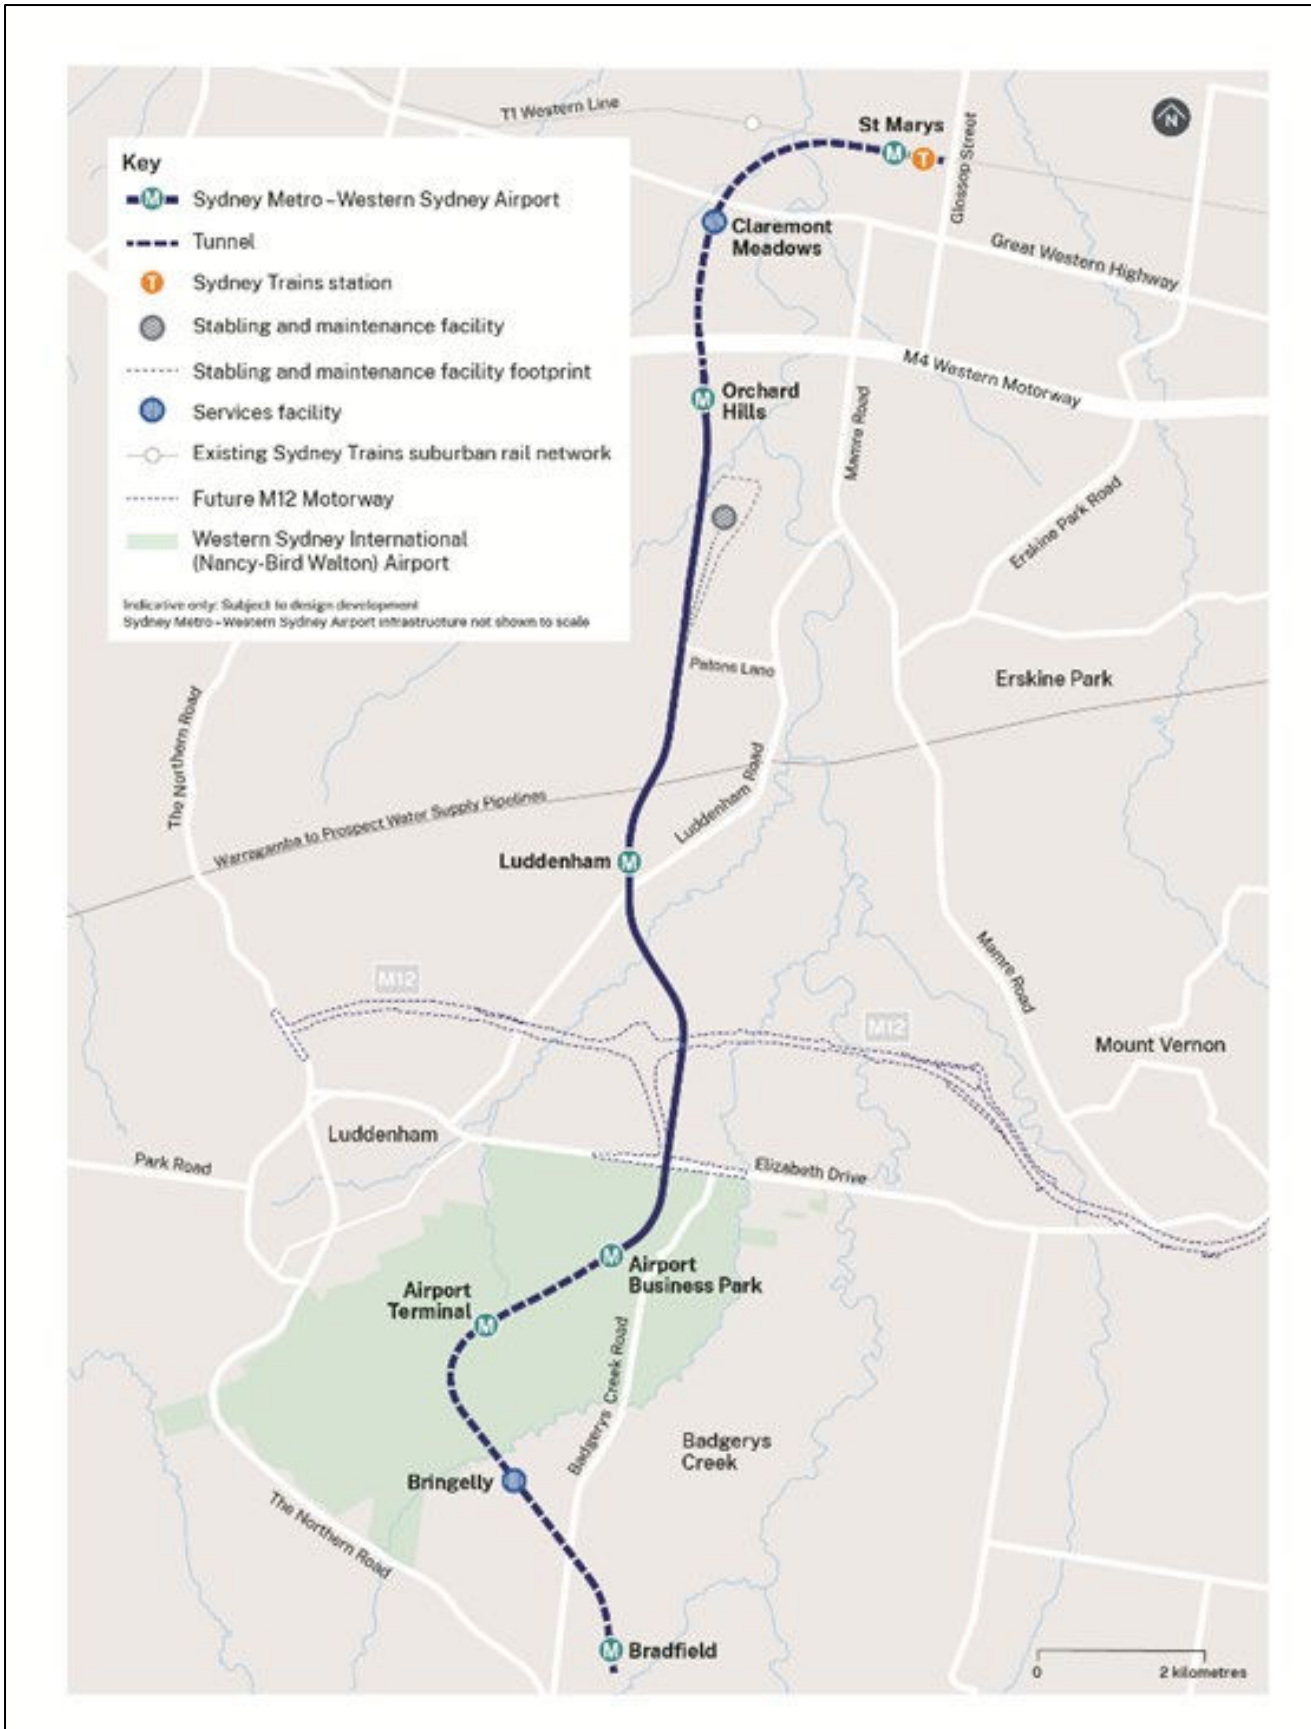 T1 Western Line
St Marys
N
M
T
Glossop Street
Key
M
Sydney Metro – Western Sydney Airport
Tunnel
T
Sydney Trains station
Stabling and maintenance facility
Stabling and maintenance facility footprint
Services facility
Existing Sydney Trains suburban rail network
Future M12 Motorway
Western Sydney International
(Nancy-Bird Walton) Airport
Indicative only: Subject to design development
Sydney Metro – Western Sydney Airport infrastructure not shown to scale
Claremont
Meadows
Great Western Highway
M4 Western Motorway
M
Orchard
Hills
Mamre Road
Erskine Park Road
Patons Lane
Erskine Park
The Northern Road
Luddenham Road
Warragamba to Prospect Water Supply Pipelines
Luddenham
M
M12
Mamre Road
M12
Mount Vernon
Luddenham
Park Road
Elizabeth Drive
M
Airport
Business Park
Airport
Terminal
M
Badgerys Creek Road
Badgerys
Creek
Bringelly
The Northern Road
M
Bradfield
0
2 kilometres